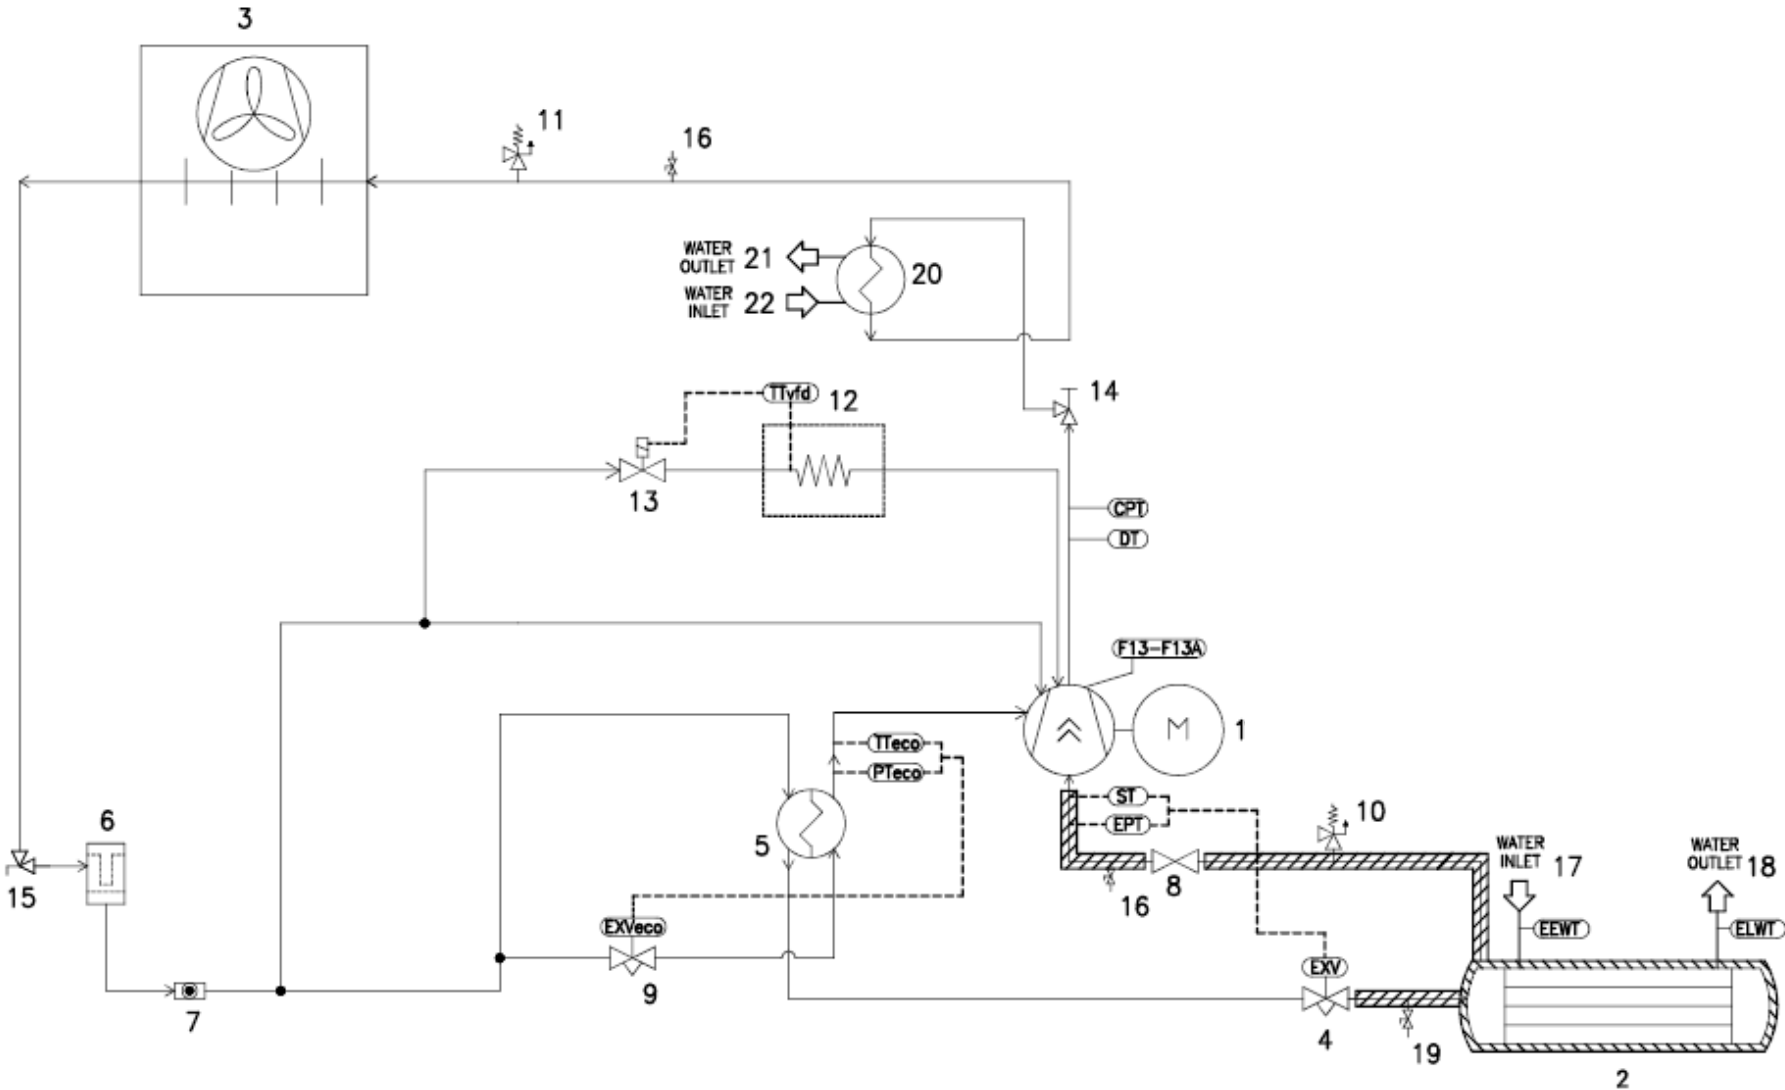 3
11
16
WATER
OUTLET 21
20
WATER
INLET 22
TTvfd
12
14
13
CPT
DT
F13-F13A
M
1
TTeco
PTeco
5
ST
EPT
10
6
WATER
INLET 17
WATER
OUTLET 18
15
16
8
EXVeco
EEWT
ELWT
EXV
7
9
4
19
2